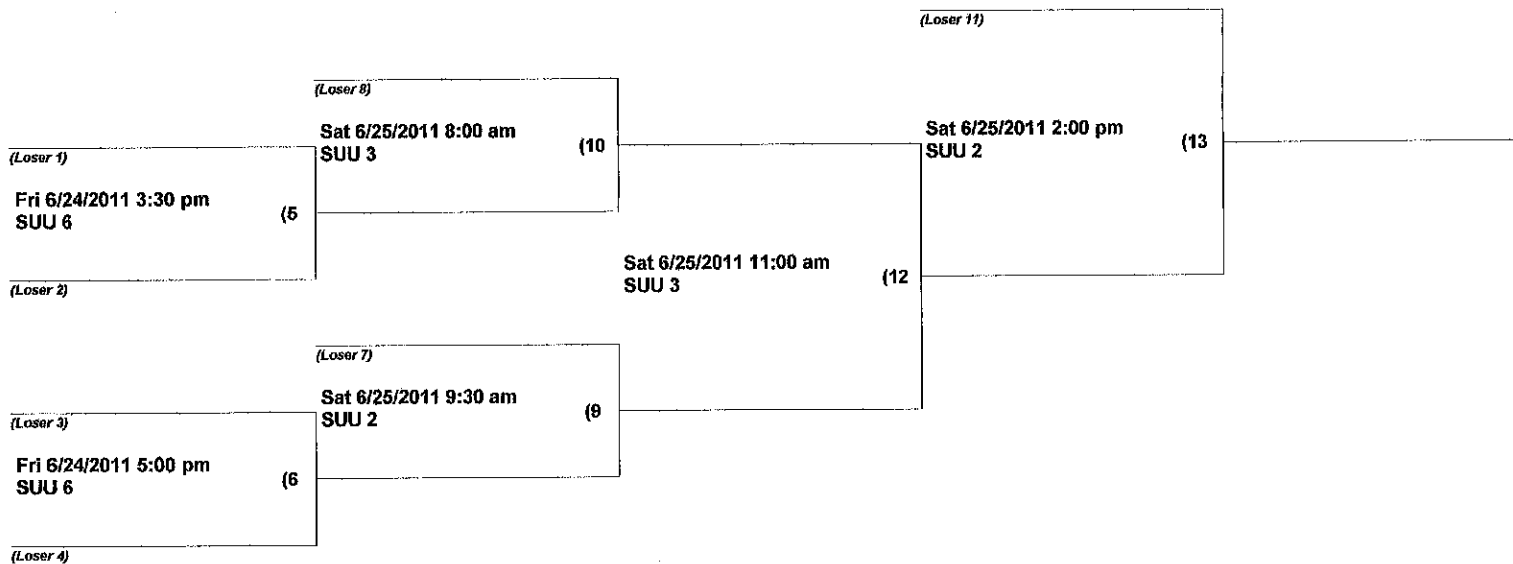 (Loser 11)
(Loser 8)
Sat 6/25/2011 8:00 am
SUU 3
(10
Sat 6/25/2011 2:00 pm
SUU 2
(13
(Loser 1)
Fri 6/24/2011 3:30 pm
SUU 6
(5
Sat 6/25/2011 11:00 am
SUU 3
(12
(Loser 2)
(Loser 7)
Sat 6/25/2011 9:30 am
SUU 2
(9
(Loser 3)
Fri 6/24/2011 5:00 pm
SUU 6
(6
(Loser 4)